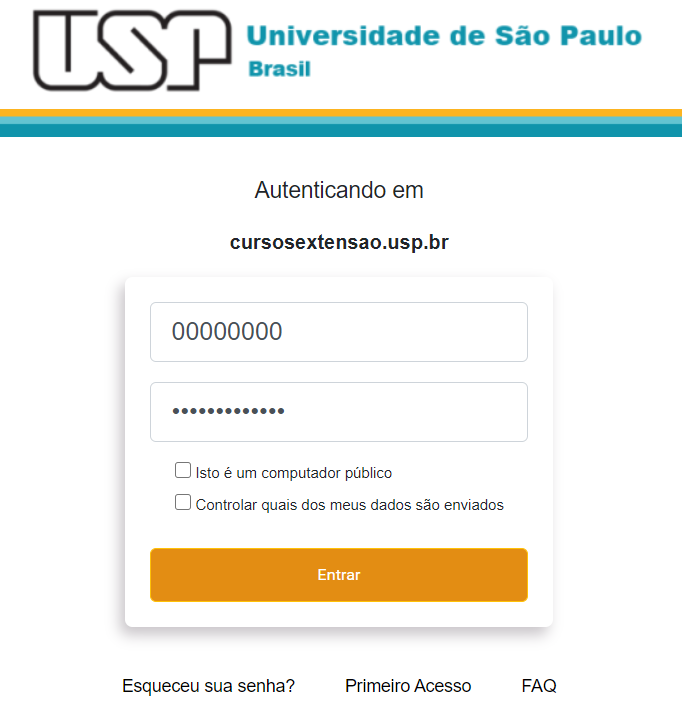 USP
Universidade de São Paulo
Brasil
Autenticando em
cursosextensao.usp.br
00000000
•••••••••••••
Isto é um computador público
Controlar quais dos meus dados são enviados
Entrar
Esqueceu sua senha? Primeiro Acesso FAQ